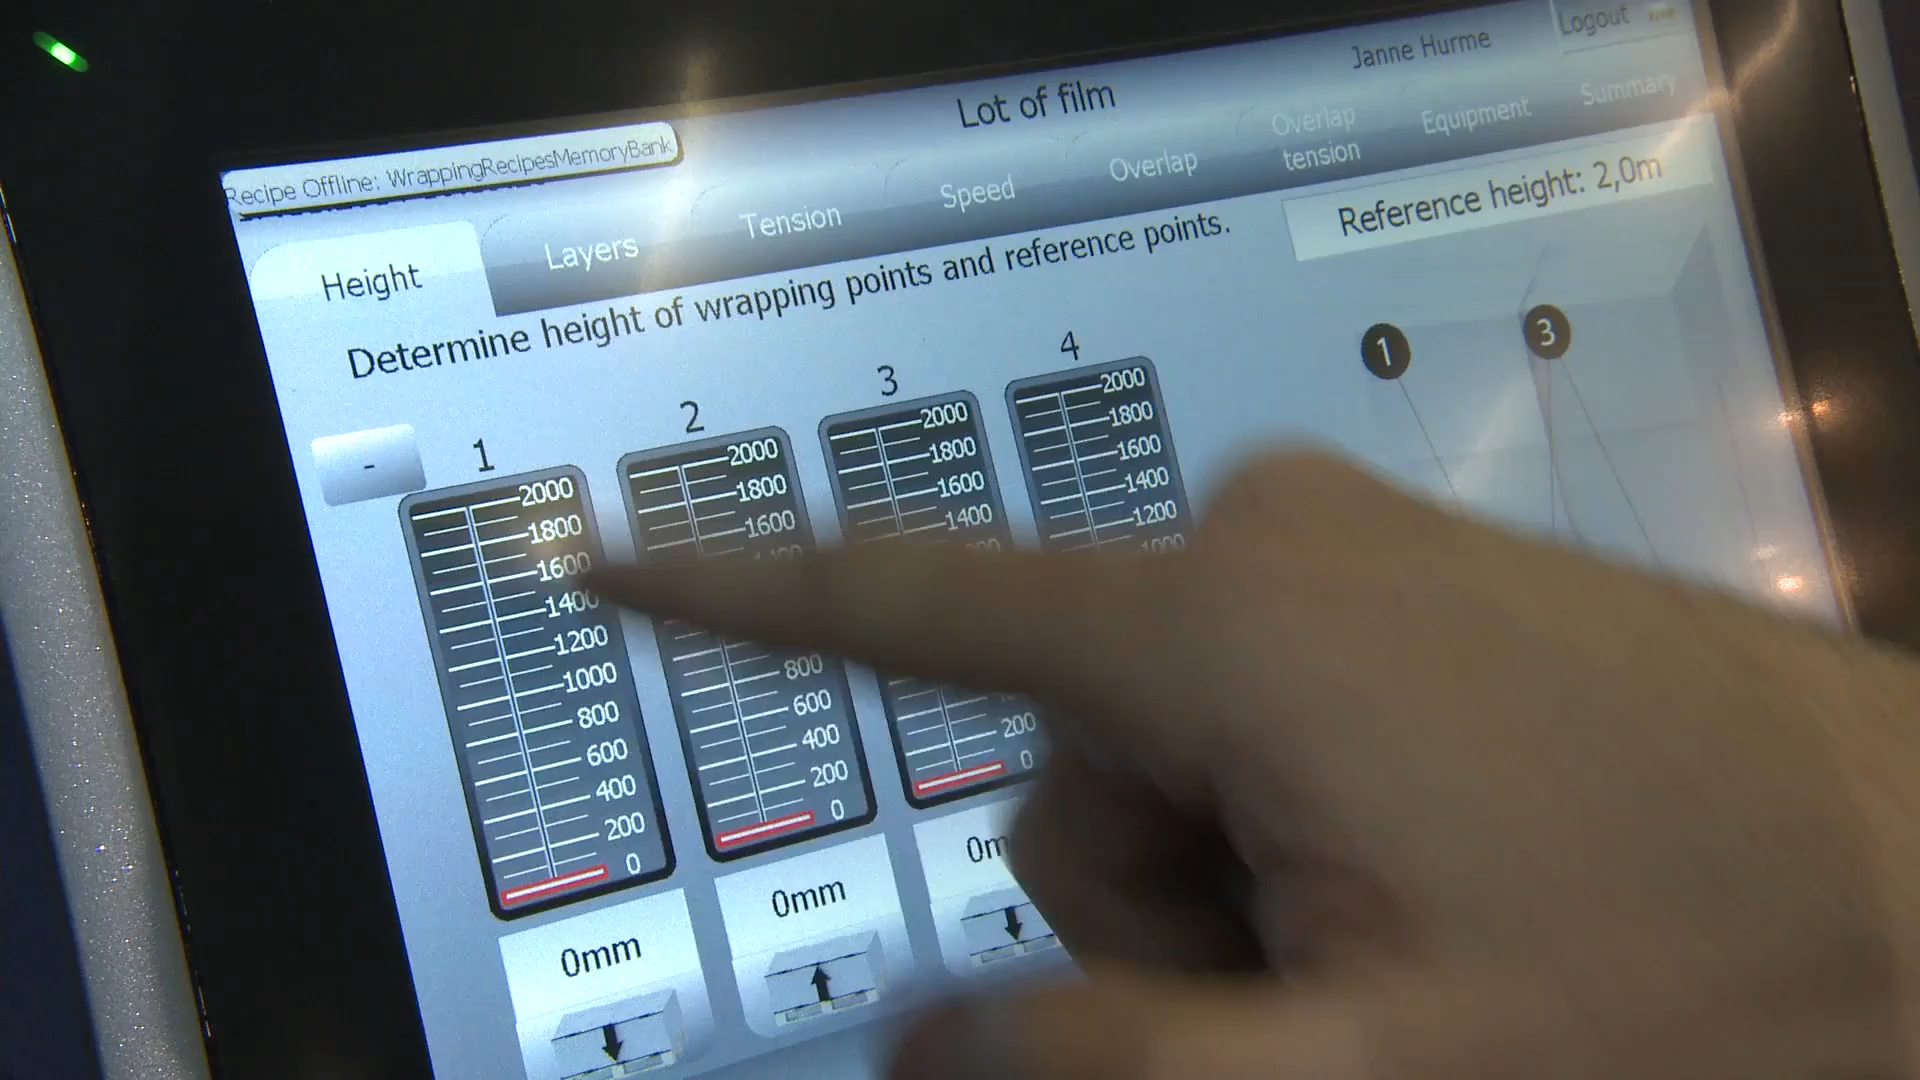 Janne Hurme
Logout
Lot of film
Recipe Offline: WrappingRecipesMemoryBank
Height
Layers
Tension
Speed
Overlap
Overlap
tension
Equipment
Summary
Determine height of wrapping points and reference points.
Reference height: 2,0m
-
1
2000
1800
1600
1400
1200
1000
800
600
400
200
0
0mm
2
2000
1800
1600
1400
800
600
400
200
0
0mm
3
2000
1800
1600
1400
200
0
4
2000
1800
1600
1400
1200
1000
1
3